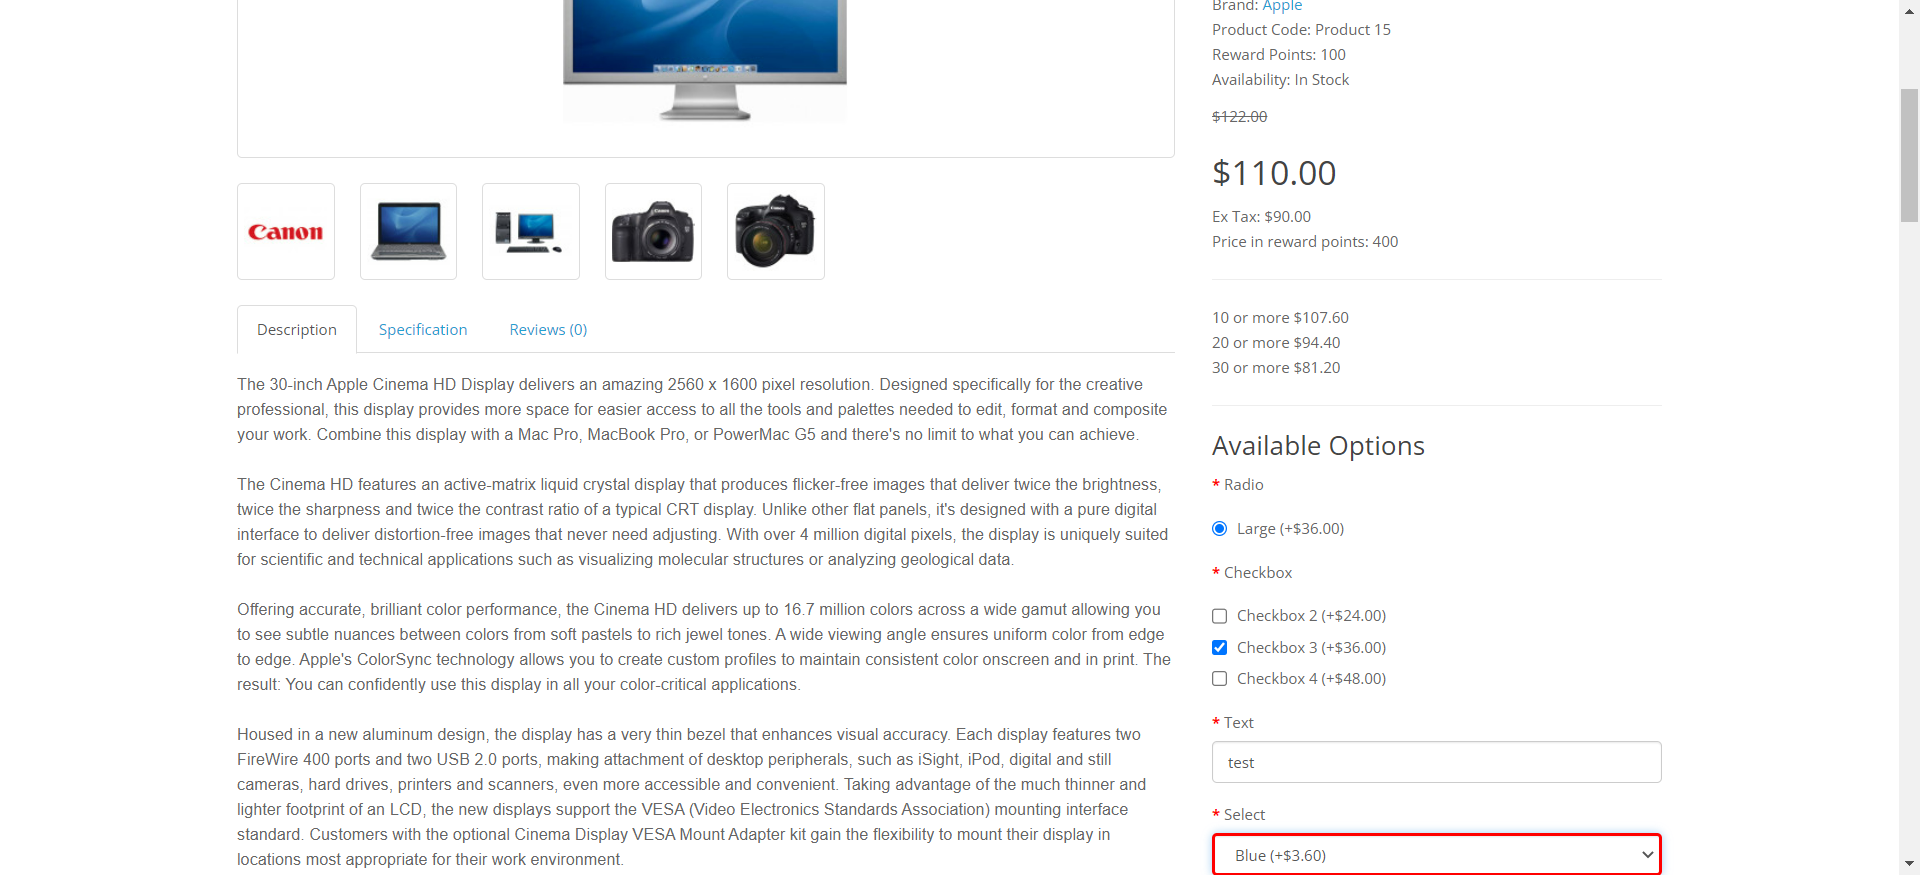 Brand: Apple
Product Code: Product 15
Reward Points: 100
Availability: In Stock
$122.00
$110.00
Ex Tax: $90.00
Price in reward points: 400
10 or more $107.60
20 or more $94.40
30 or more $81.20
Available Options
* Radio
Large (+$36.00)
* Checkbox
Checkbox 2 (+$24.00)
Checkbox 3 (+$36.00)
Checkbox 4 (+$48.00)
* Text
test
* Select
Blue (+$3.60)
Canon
Description Specification Reviews (0)
The 30-inch Apple Cinema HD Display delivers an amazing 2560 x 1600 pixel resolution. Designed specifically for the creative
professional, this display provides more space for easier access to all the tools and palettes needed to edit, format and composite
your work. Combine this display with a Mac Pro, MacBook Pro, or PowerMac G5 and there's no limit to what you can achieve.
The Cinema HD features an active-matrix liquid crystal display that produces flicker-free images that deliver twice the brightness,
twice the sharpness and twice the contrast ratio of a typical CRT display. Unlike other flat panels, it's designed with a pure digital
interface to deliver distortion-free images that never need adjusting. With over 4 million digital pixels, the display is uniquely suited
for scientific and technical applications such as visualizing molecular structures or analyzing geological data.
Offering accurate, brilliant color performance, the Cinema HD delivers up to 16.7 million colors across a wide gamut allowing you
to see subtle nuances between colors from soft pastels to rich jewel tones. A wide viewing angle ensures uniform color from edge
to edge. Apple's ColorSync technology allows you to create custom profiles to maintain consistent color onscreen and in print. The
result: You can confidently use this display in all your color-critical applications.
Housed in a new aluminum design, the display has a very thin bezel that enhances visual accuracy. Each display features two
FireWire 400 ports and two USB 2.0 ports, making attachment of desktop peripherals, such as iSight, iPod, digital and still
cameras, hard drives, printers and scanners, even more accessible and convenient. Taking advantage of the much thinner and
lighter footprint of an LCD, the new displays support the VESA (Video Electronics Standards Association) mounting interface
standard. Customers with the optional Cinema Display VESA Mount Adapter kit gain the flexibility to mount their display in
locations most appropriate for their work environment.